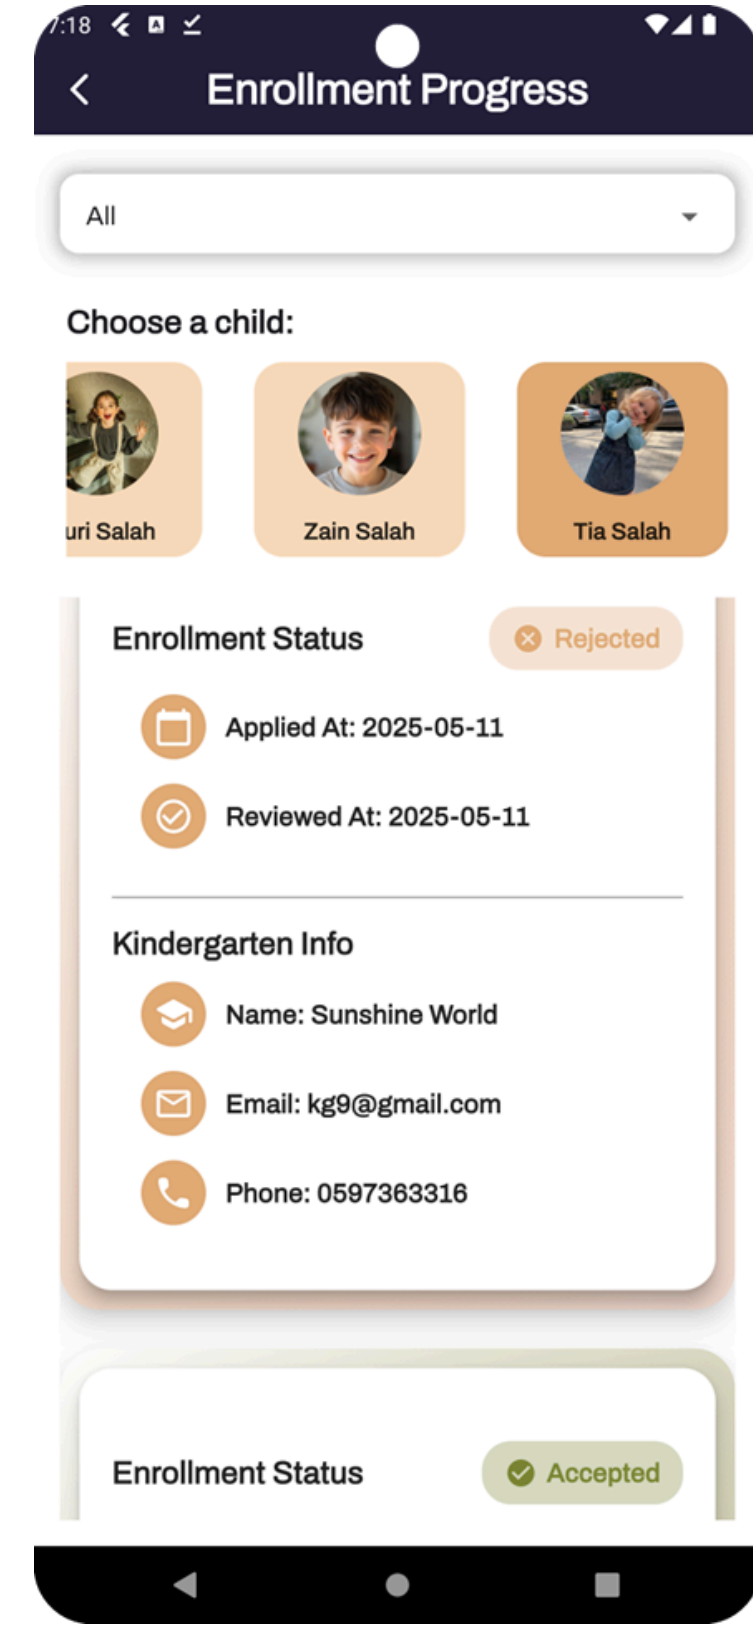 7:18
Enrollment Progress
All
Choose a child:
uri Salah
Zain Salah
Tia Salah
Enrollment Status
Rejected
Applied At: 2025-05-11
Reviewed At: 2025-05-11
Kindergarten Info
Name: Sunshine World
Email: kg9@gmail.com
Phone: 0597363316
Enrollment Status
Accepted